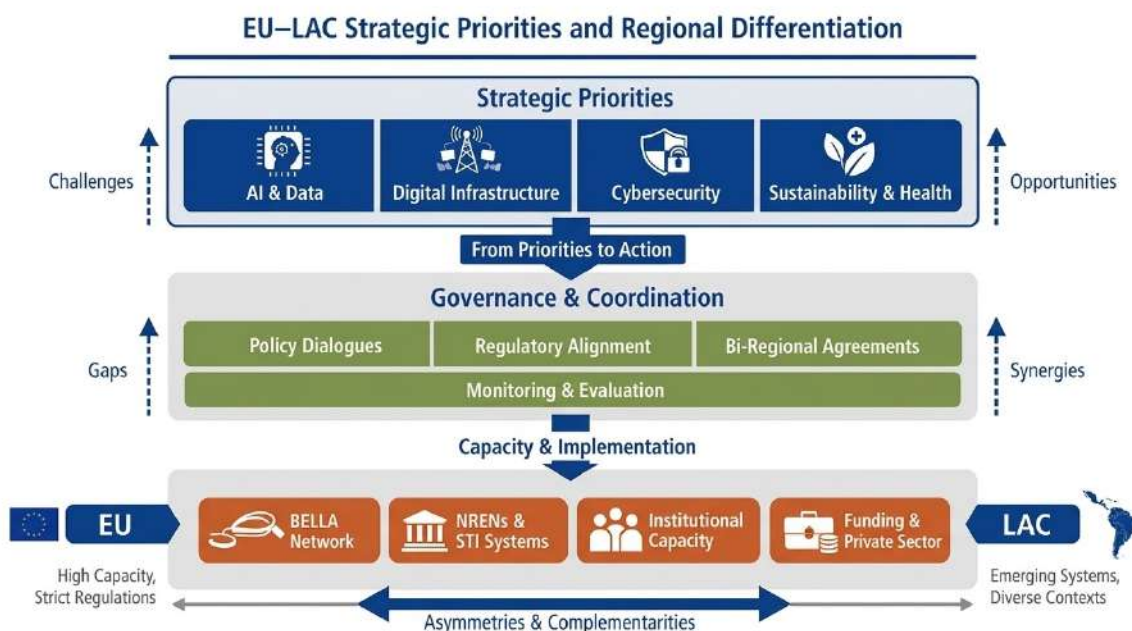 EU–LAC Strategic Priorities and Regional Differentiation
Strategic Priorities
Challenges
AI & Data
Digital Infrastructure
Cybersecurity
Sustainability & Health
Opportunities
From Priorities to Action
Governance & Coordination
Gaps
Policy Dialogues
Regulatory Alignment
Bi-Regional Agreements
Synergies
Monitoring & Evaluation
Capacity & Implementation
EU
BELLA
Network
NRENs &
STI Systems
Institutional
Capacity
Funding &
Private Sector
LAC
High Capacity,
Strict Regulations
Emerging Systems,
Diverse Contexts
Asymmetries & Complementarities